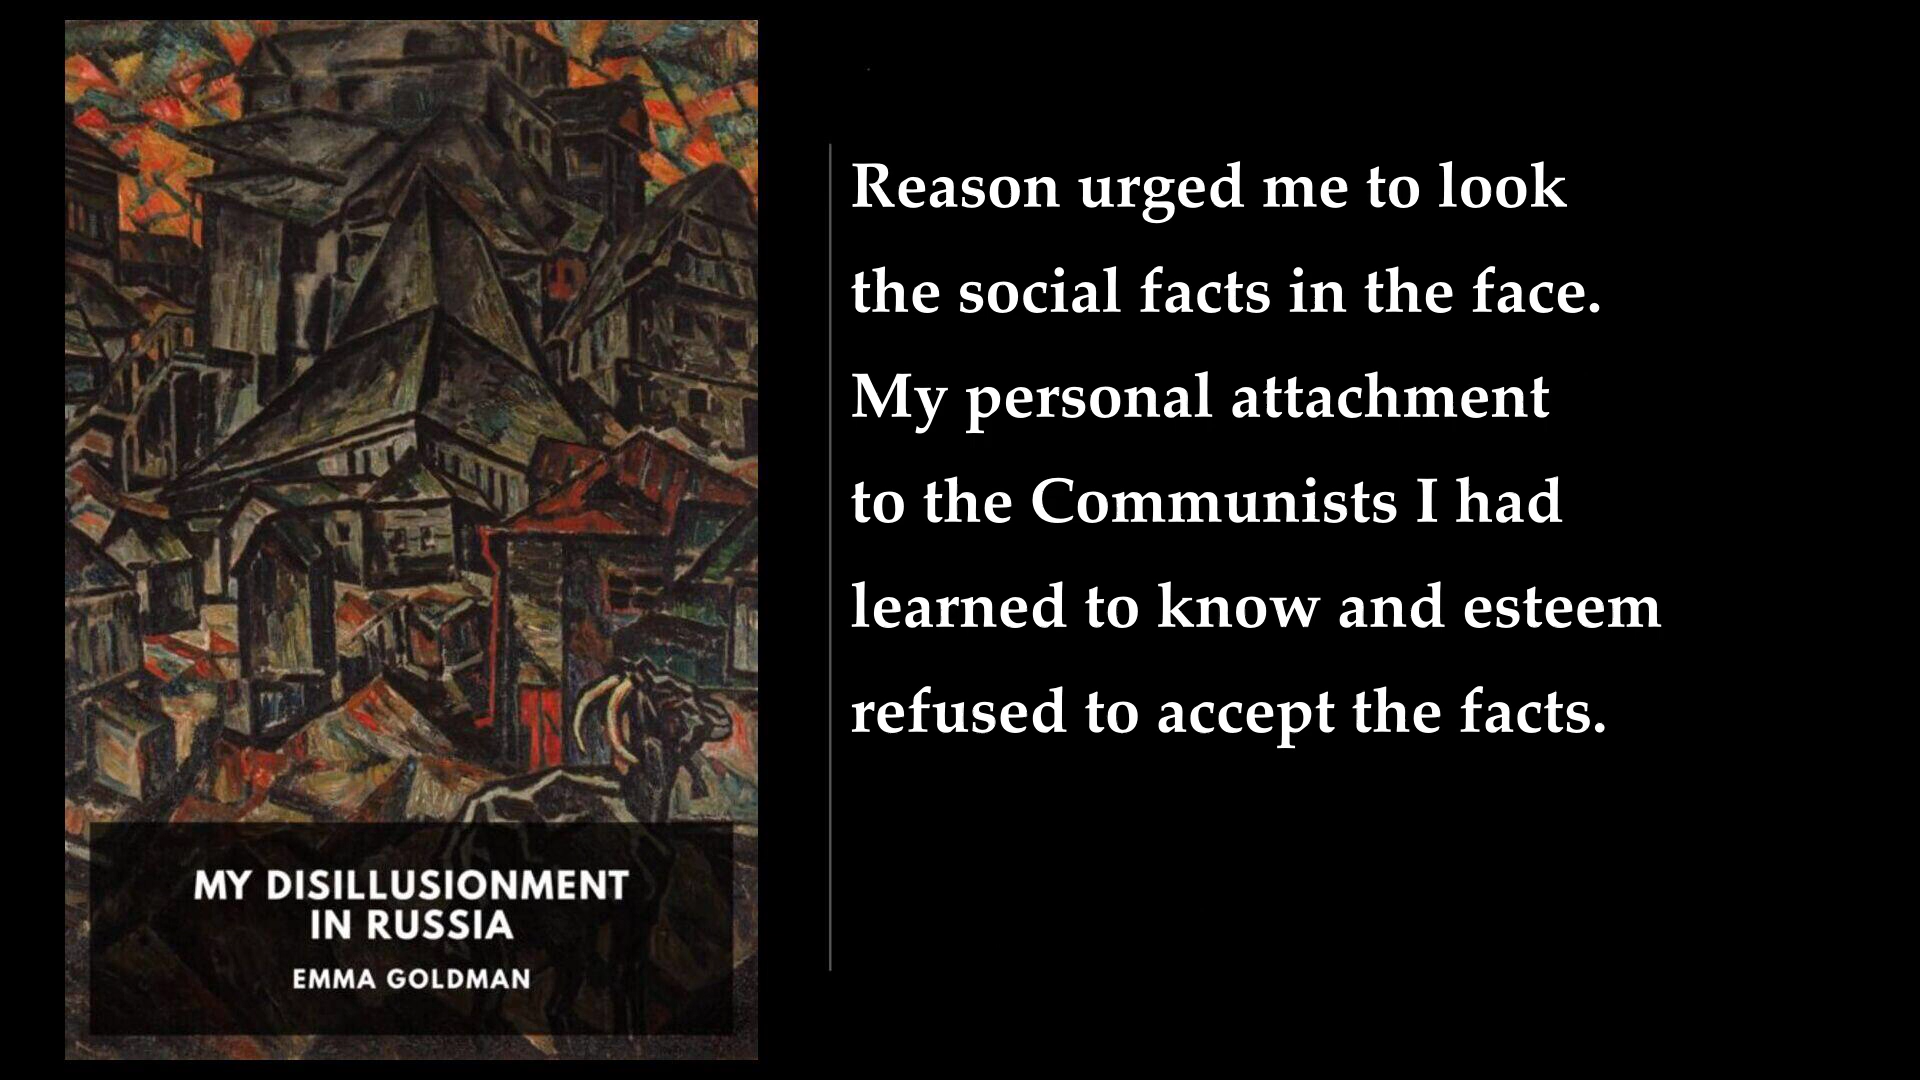 MY DISILLUSIONMENT
IN RUSSIA
EMMA GOLDMAN
Reason urged me to look
the social facts in the face.
My personal attachment
to the Communists I had
learned to know and esteem
refused to accept the facts.